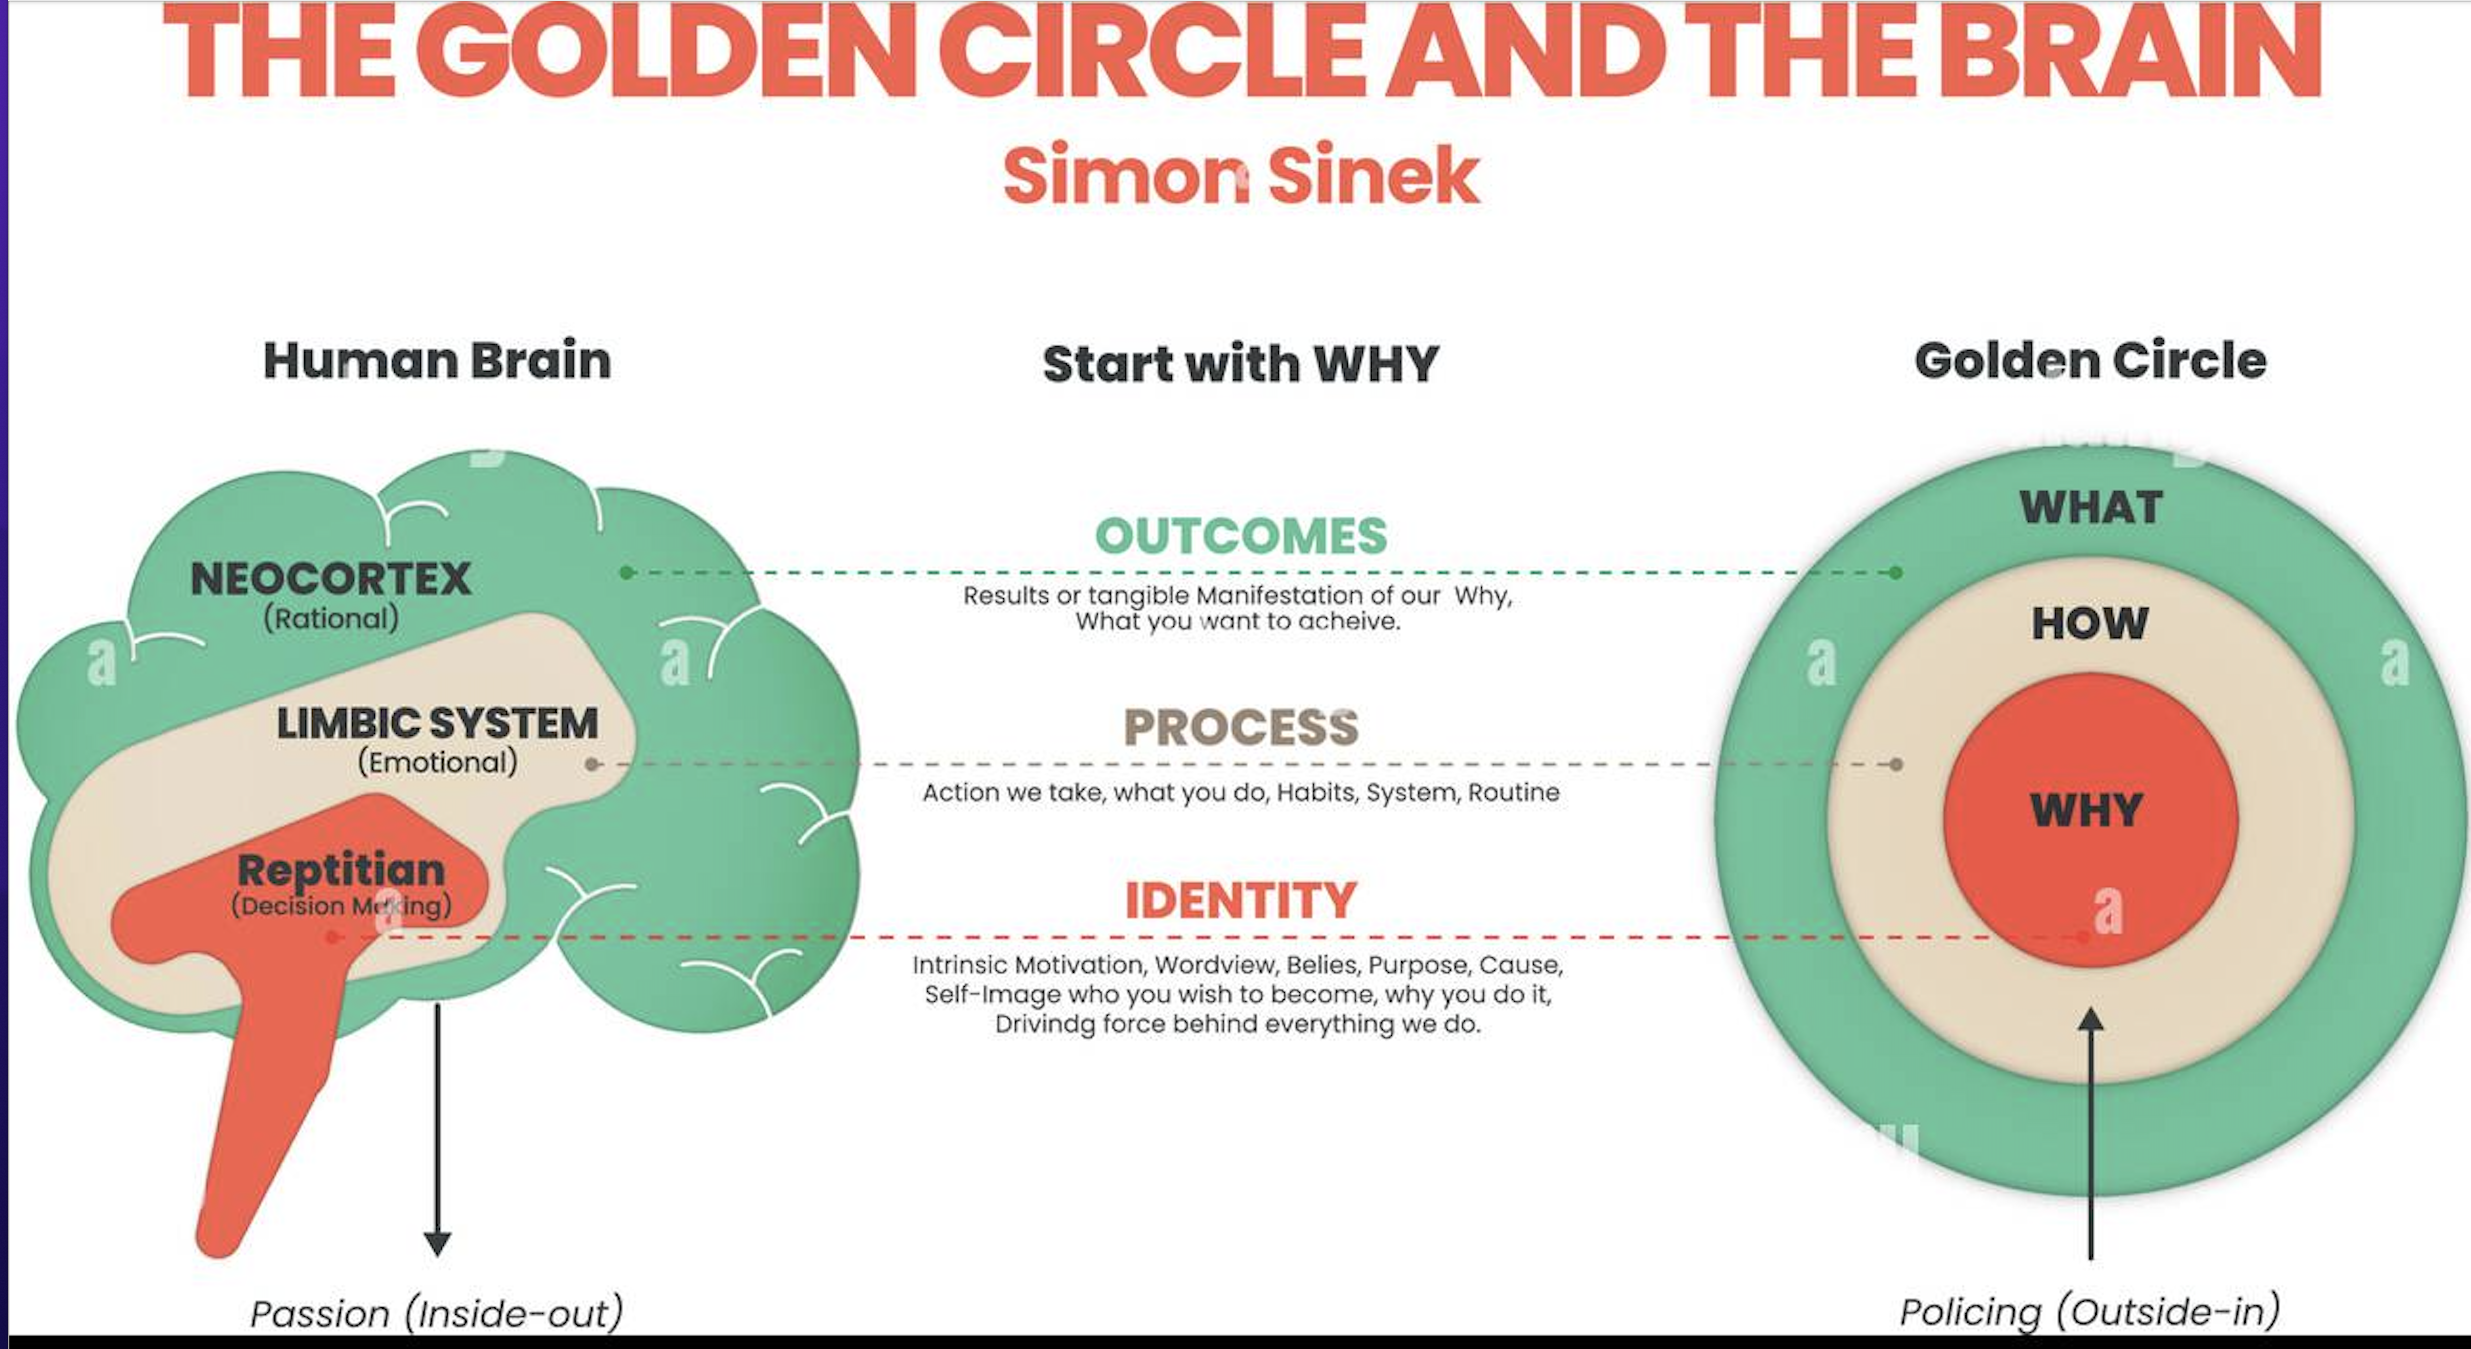 THE GOLDEN CIRCLE AND THE BRAIN
Simon Sinek
Human Brain
Start with WHY
Golden Circle
NEOCORTEX
(Rational)
LIMBIC SYSTEM
(Emotional)
Reptitian
(Decision Making)
OUTCOMES
Results or tangible Manifestation of our Why,
What you want to acheive.
PROCESS
Action we take, what you do, Habits, System, Routine
IDENTITY
Intrinsic Motivation, Wordview, Belies, Purpose, Cause,
Self-Image who you wish to become, why you do it,
Drivindg force behind everything we do.
WHAT
HOW
WHY
Passion (Inside-out)
Policing (Outside-in)
a
a
a
a
a
a